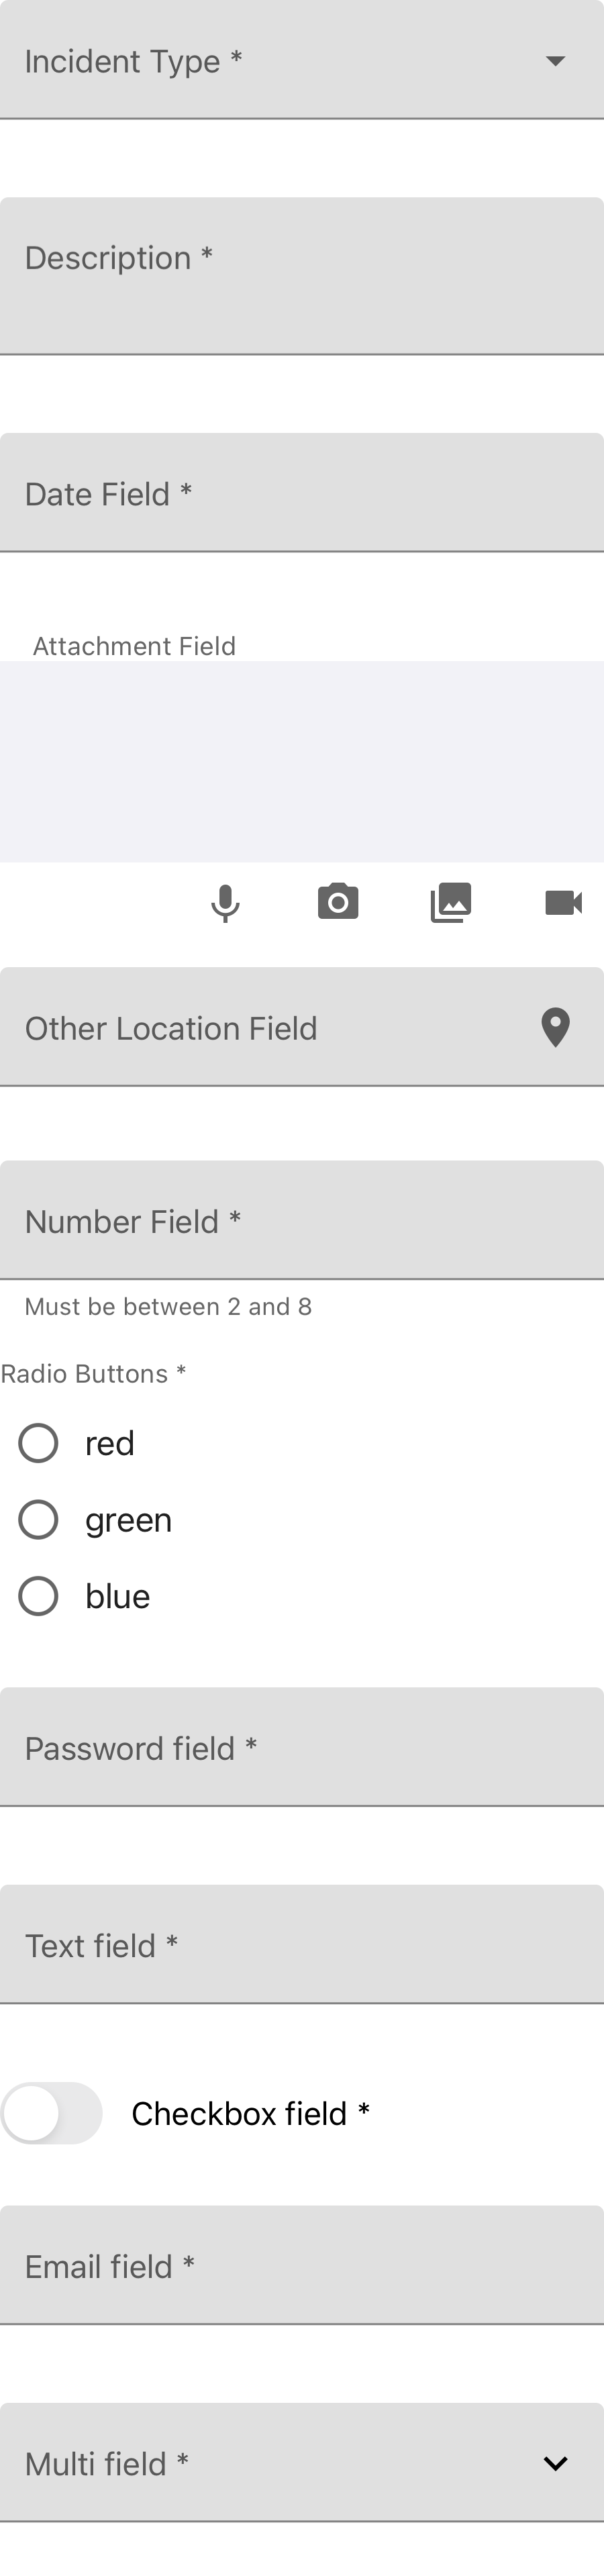 Incident Type *
Description *
Date Field *
Attachment Field
Other Location Field
Number Field *
Must be between 2 and 8
Radio Buttons *
red
green
blue
Password field *
Text field *
Checkbox field *
Email field *
Multi field *